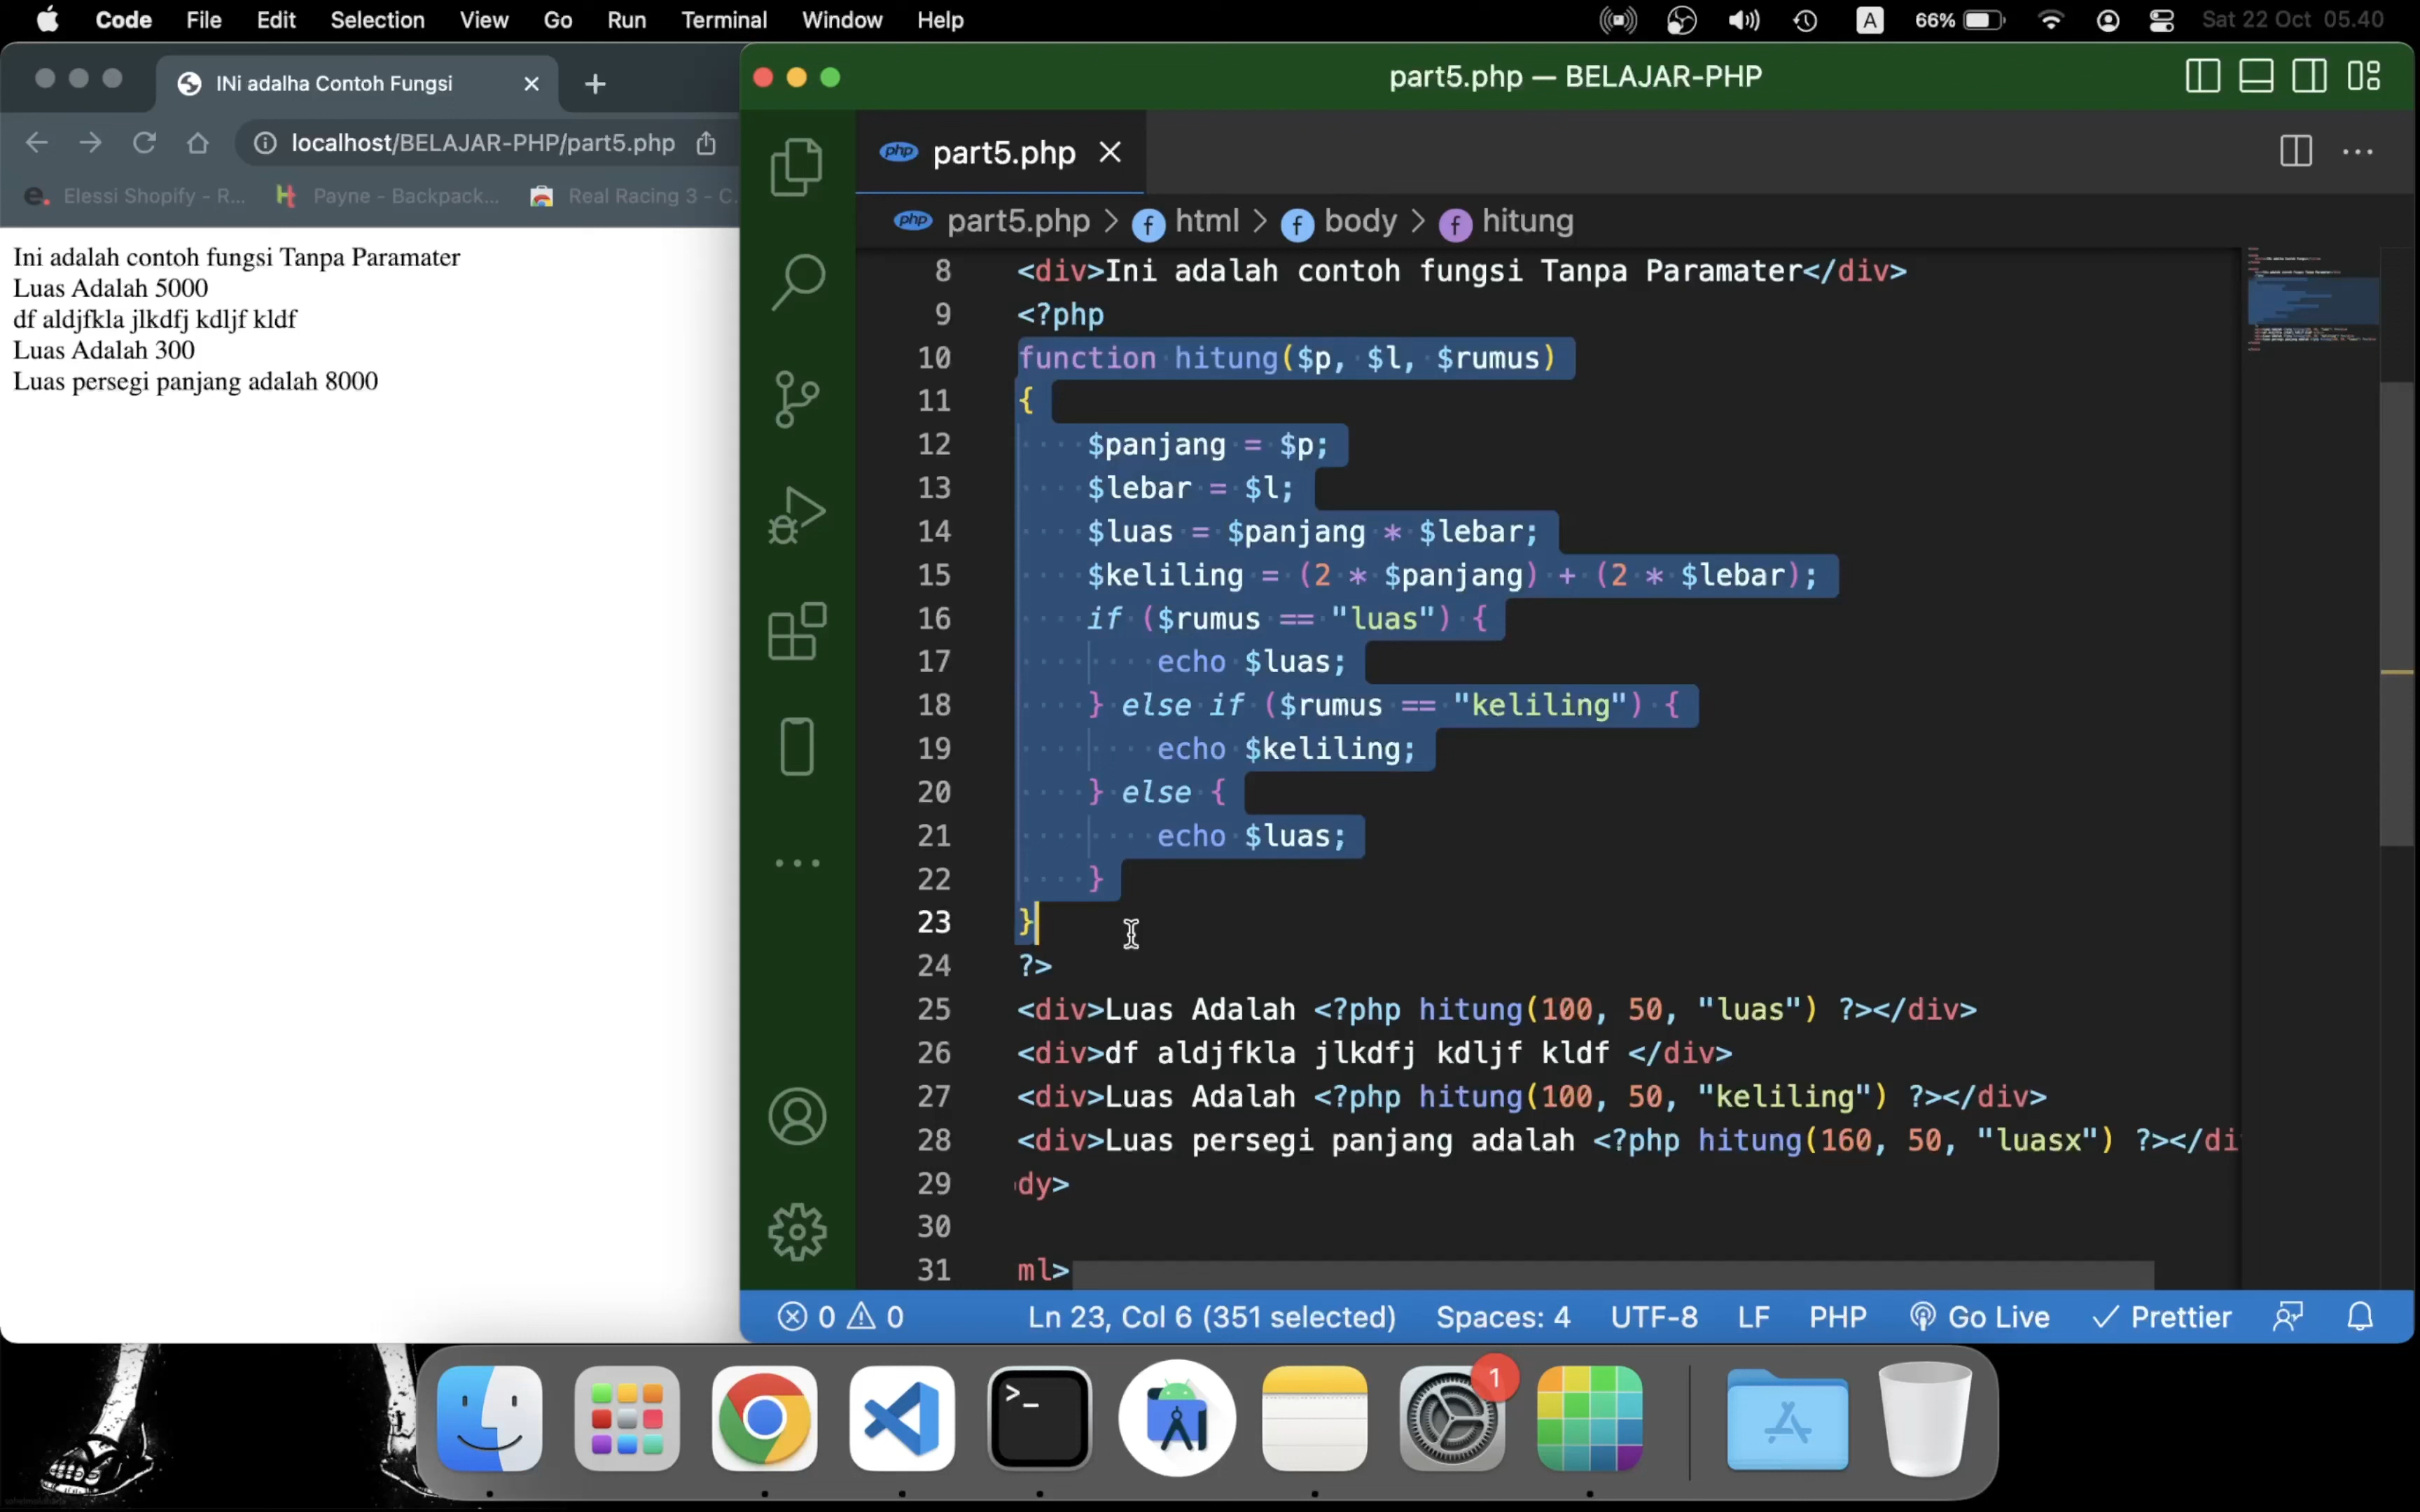 Code File Edit Selection View Go Run Terminal Window Help A 66% Sat 22 Oct 05.40
INi adalha Contoh Fungsi
localhost/BELAJAR-PHP/part5.php
Elessi Shopify - R... Payne - Backpack... Real Racing 3 - C.
Ini adalah contoh fungsi Tanpa Paramater
Luas Adalah 5000
df aldjfkla jlkdfj kdljf kldf
Luas Adalah 300
Luas persegi panjang adalah 8000
part5.php — BELAJAR-PHP
php part5.php
php part5.php > html > body > hitung
8 <div>Ini adalah contoh fungsi Tanpa Paramater</div>
9 <?php
10 function hitung($p, $l, $rumus)
11 {
12 $panjang = $p;
13 $lebar = $l;
14 $luas = $panjang * $lebar;
15 $keliling = (2 * $panjang) + (2 * $lebar);
16 if ($rumus == "luas") {
17 echo $luas;
18 } else if ($rumus == "keliling") {
19 echo $keliling;
20 } else {
21 echo $luas;
22 }
23 }
24 ?>
25 <div>Luas Adalah <?php hitung(100, 50, "luas") ?></div>
26 <div>df aldjfkla jlkdfj kdljf kldf </div>
27 <div>Luas Adalah <?php hitung(100, 50, "keliling") ?></div>
28 <div>Luas persegi panjang adalah <?php hitung(160, 50, "luasx") ?></di
29 dy>
30
31 ml>
0 0 Ln 23, Col 6 (351 selected) Spaces: 4 UTF-8 LF PHP Go Live Prettier
1